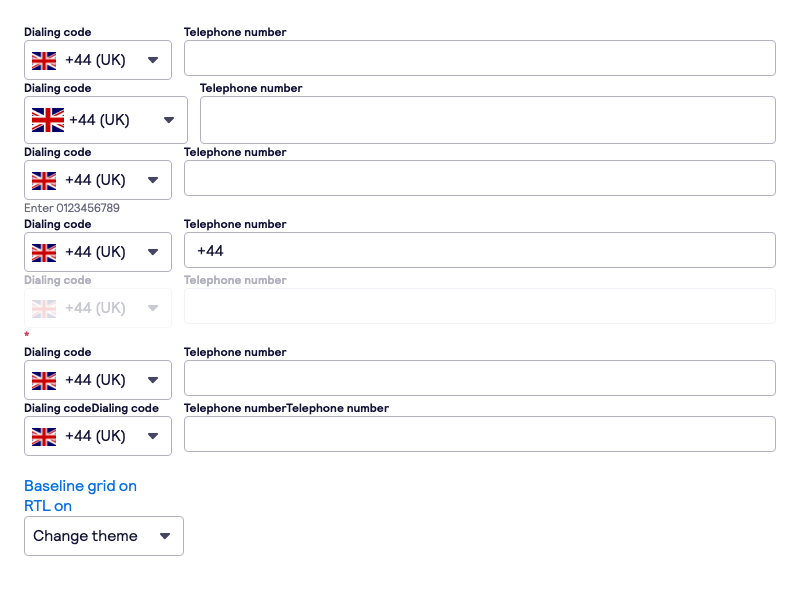 Dialing code Telephone number
+44 (UK)
Dialing code Telephone number
+44 (UK)
Dialing code Telephone number
+44 (UK)
Enter 0123456789
Dialing code Telephone number
+44 (UK) +44
Dialing code Telephone number
+44 (UK)
*
Dialing code Telephone number
+44 (UK)
Dialing codeDialing code Telephone numberTelephone number
+44 (UK)
Baseline grid on
RTL on
Change theme